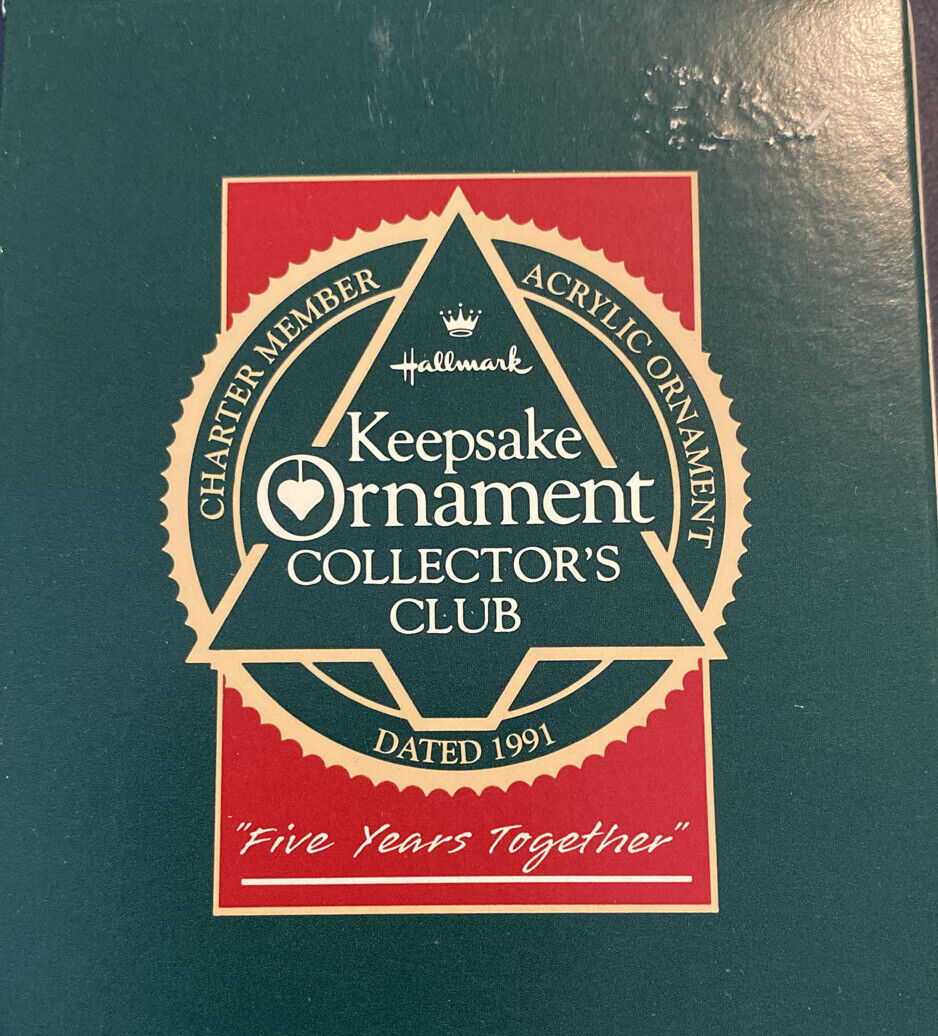 CHARTER MEMBER
ACRYLIC ORNAMENT
Hallmark
Keepsake
Ornament
COLLECTOR'S
CLUB
DATED 1991
"Five Years Together"